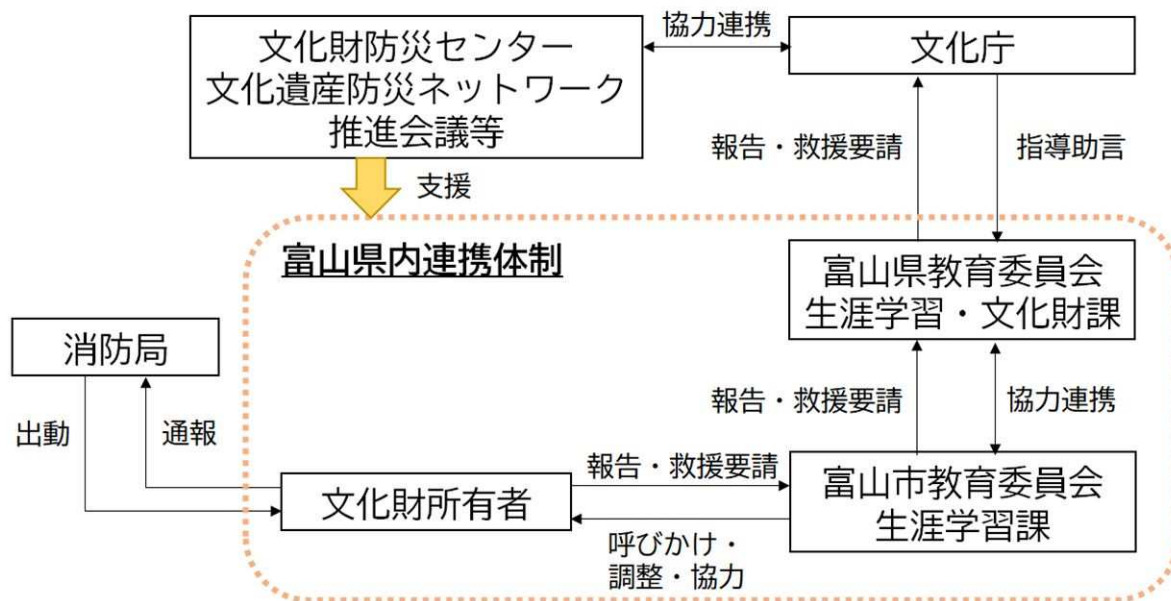 文化財防災センター
文化遺産防災ネットワーク
推進会議等
協力連携
文化庁
報告・救援要請
指導助言
支援
富山県内連携体制
富山県教育委員会
生涯学習・文化財課
消防局
報告・救援要請
協力連携
出動
通報
報告・救援要請
文化財所有者
富山市教育委員会
生涯学習課
呼びかけ・
調整・協力